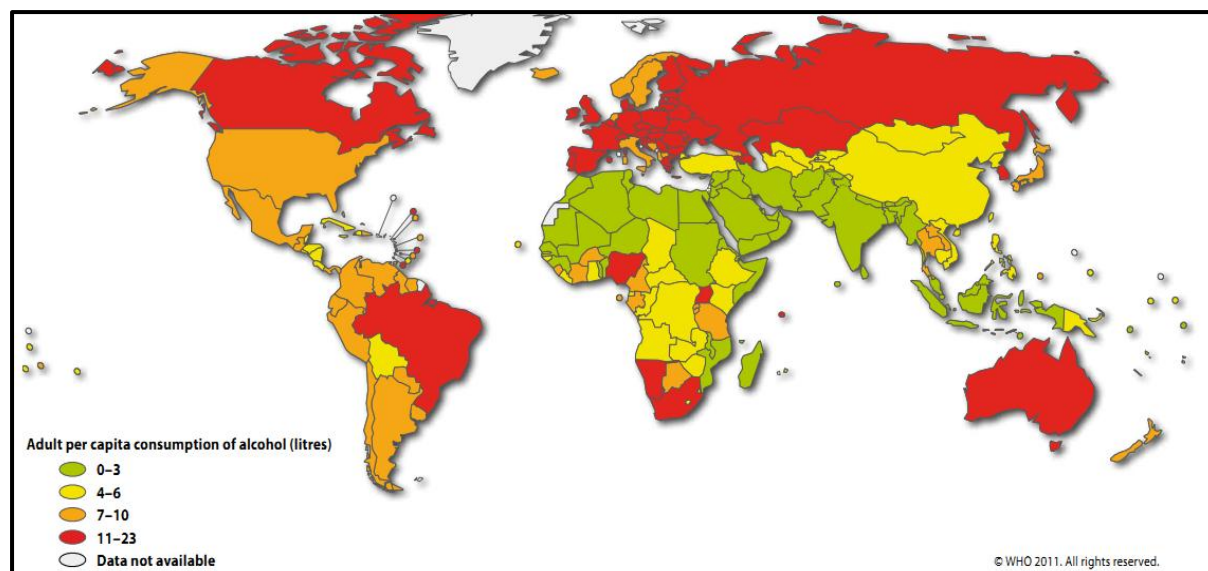 Adult per capita consumption of alcohol (litres)
0–3
4–6
7–10
11–23
Data not available
© WHO 2011. All rights reserved.